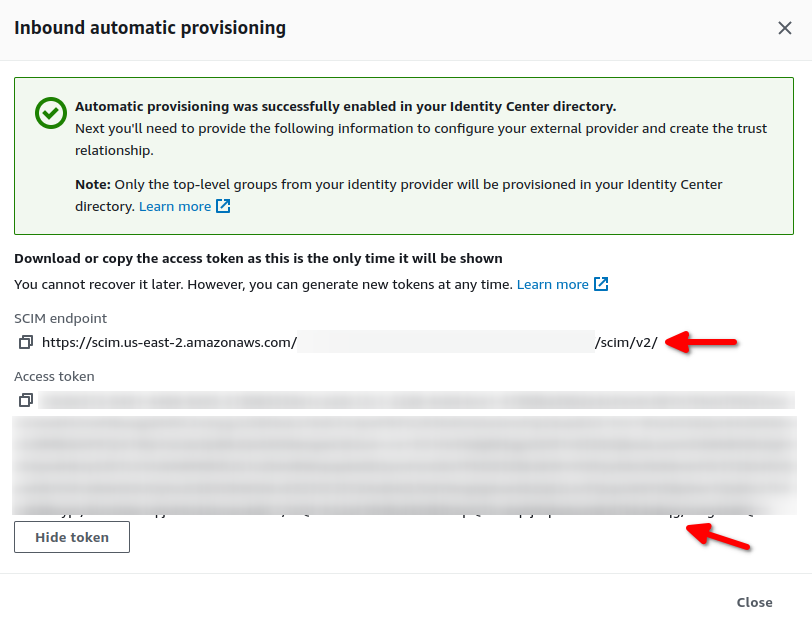 Inbound automatic provisioning
Automatic provisioning was successfully enabled in your Identity Center directory.
Next you'll need to provide the following information to configure your external provider and create the trust
relationship.
Note: Only the top-level groups from your identity provider will be provisioned in your Identity Center
directory. Learn more
Download or copy the access token as this is the only time it will be shown
You cannot recover it later. However, you can generate new tokens at any time. Learn more
SCIM endpoint
https://scim.us-east-2.amazonaws.com/ /scim/v2/
Access token
Hide token
Close